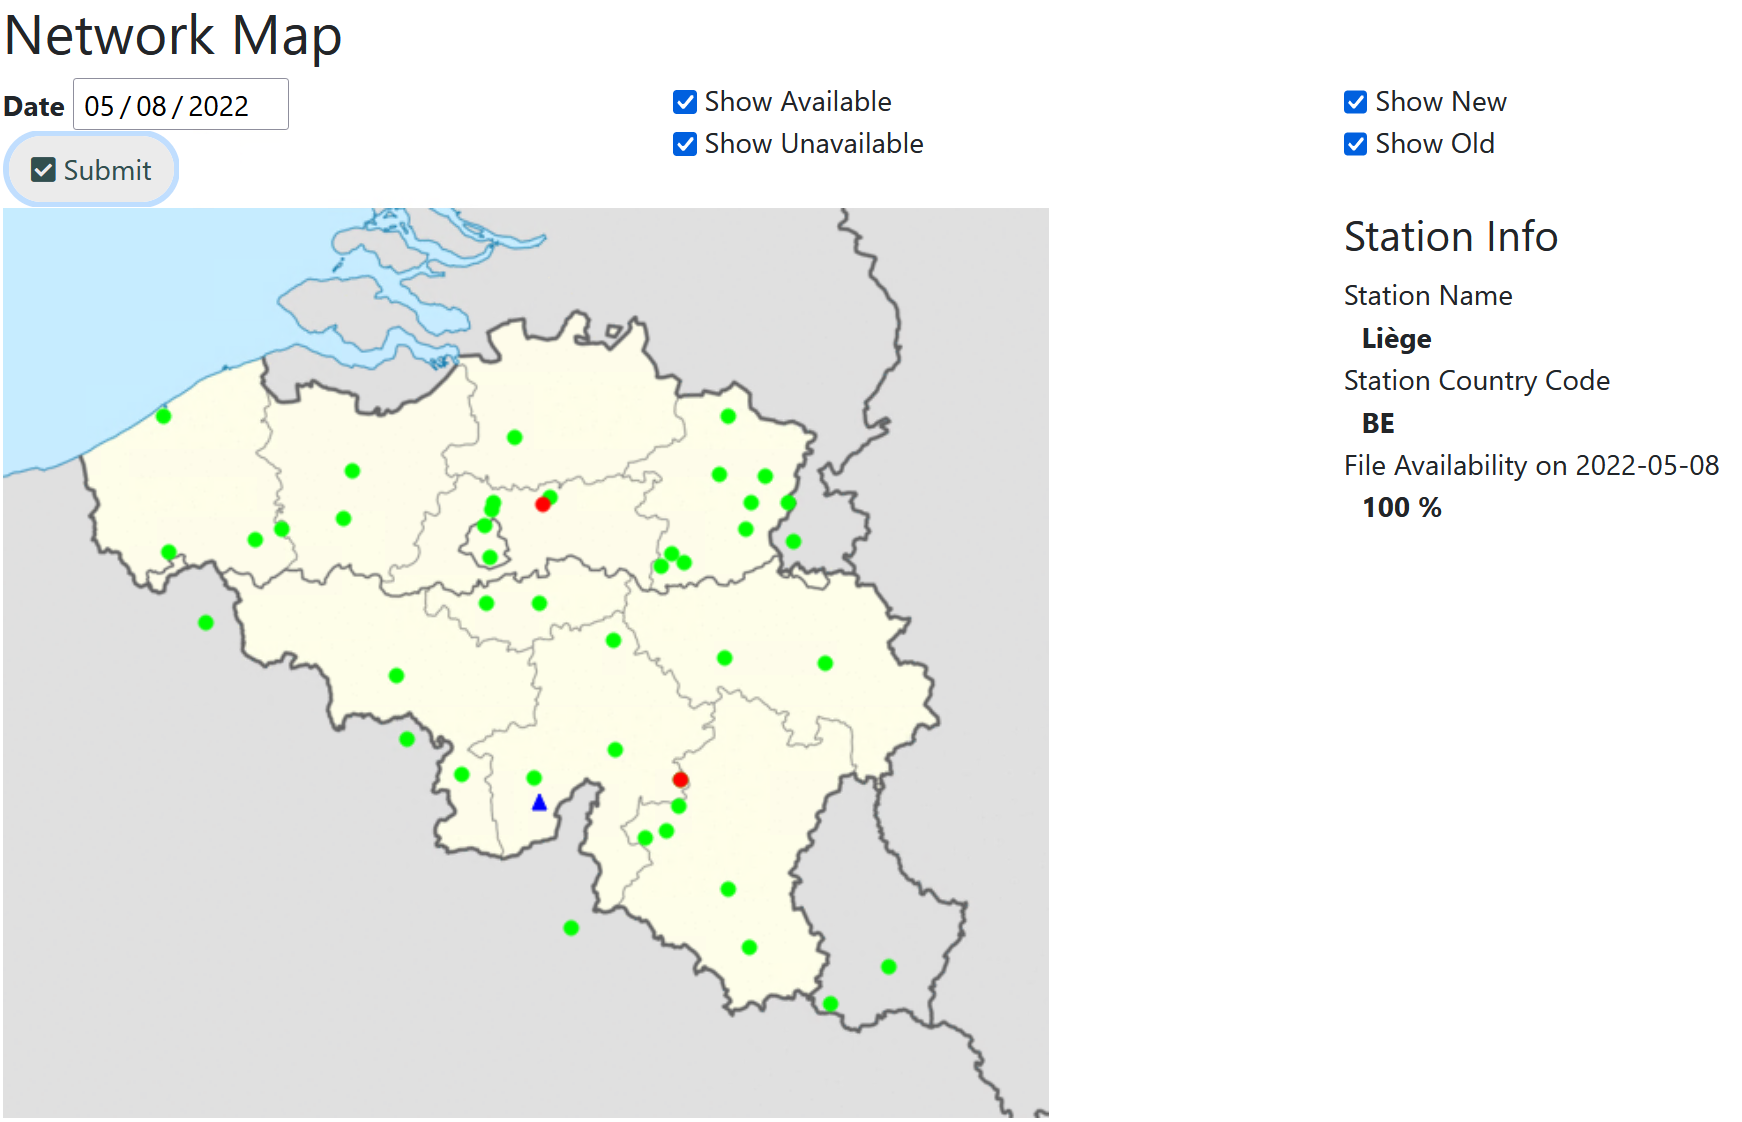 Network Map
Date 05 / 08 / 2022
Submit
Show Available
Show Unavailable
Show New
Show Old
Station Info
Station Name
Liège
Station Country Code
BE
File Availability on 2022-05-08
100 %